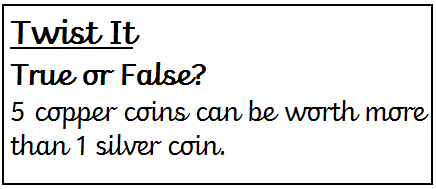 Twist It
True or False?
5 copper coins can be worth more
than 1 silver coin.